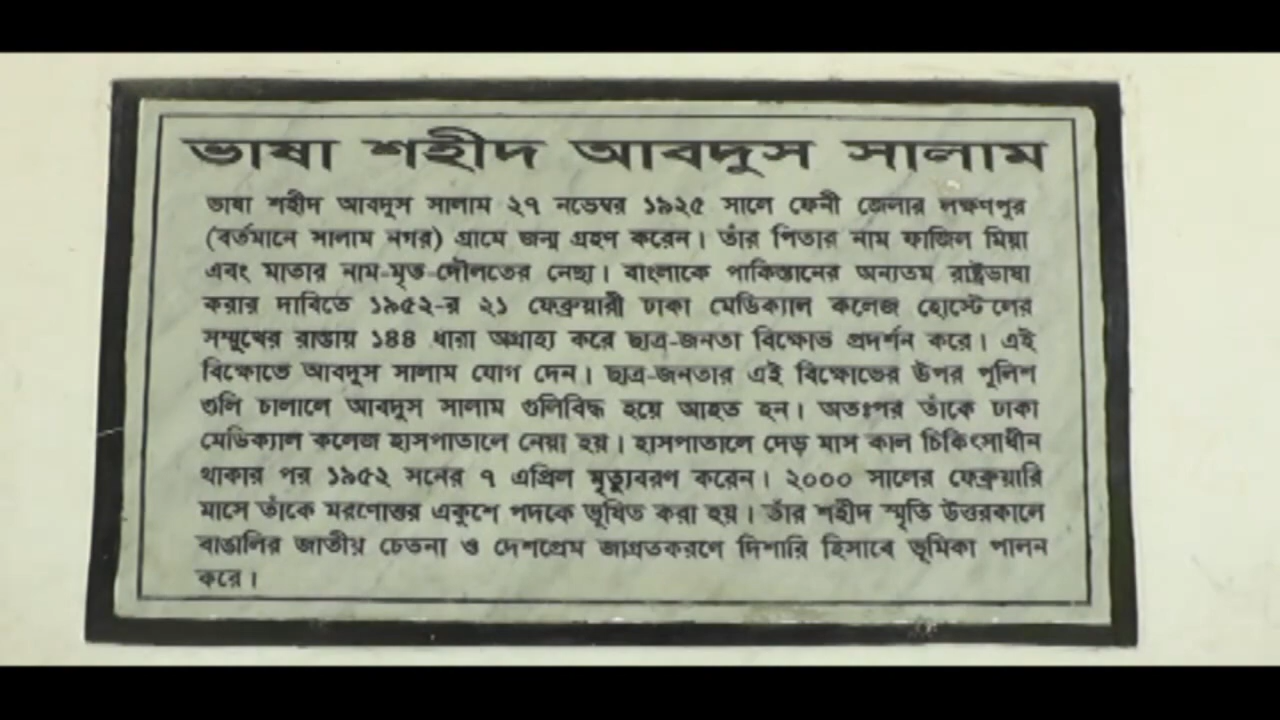 ভাষা শহীদ আবদুস সালাম
ভাষা শহীদ আবদুস সালাম ২৭ নভেম্বর ১৯২৫ সালে ফেনী জেলার লক্ষণপুর
(বর্তমানে সালাম নগর) গ্রামে জন্ম গ্রহণ করেন। তাঁর পিতার নাম ফাজিল মিয়া
এবং মাতার নাম-মৃত-দৌলতের নেছা। বাংলাকে পাকিস্তানের অন্যতম রাষ্ট্রভাষা
করার দাবিতে ১৯৫২-র ২১ ফেব্রুয়ারী ঢাকা মেডিক্যাল কলেজ হোস্টেলের
সম্মুখের রাস্তায় ১৪৪ ধারা অগ্রাহ্য করে ছাত্র-জনতা বিক্ষোভ প্রদর্শন করে। এই
বিক্ষোভে আবদুস সালাম যোগ দেন। ছাত্র-জনতার এই বিক্ষোভের উপর পুলিশ
গুলি চালালে আবদুস সালাম গুলিবিদ্ধ হয়ে আহত হন। অতঃপর তাঁকে ঢাকা
মেডিক্যাল কলেজ হাসপাতালে নেয়া হয়। হাসপাতালে দেড় মাস কাল চিকিৎসাধীন
থাকার পর ১৯৫২ সনের ৭ এপ্রিল মৃত্যুবরণ করেন। ২০০০ সালের ফেব্রুয়ারি
মাসে তাঁকে মরণোত্তর একুশে পদকে ভূষিত করা হয়। তাঁর শহীদ স্মৃতি উত্তরকালে
বাঙালির জাতীয় চেতনা ও দেশপ্রেম জাগ্রতকরণে দিশারি হিসাবে ভূমিকা পালন
করে।